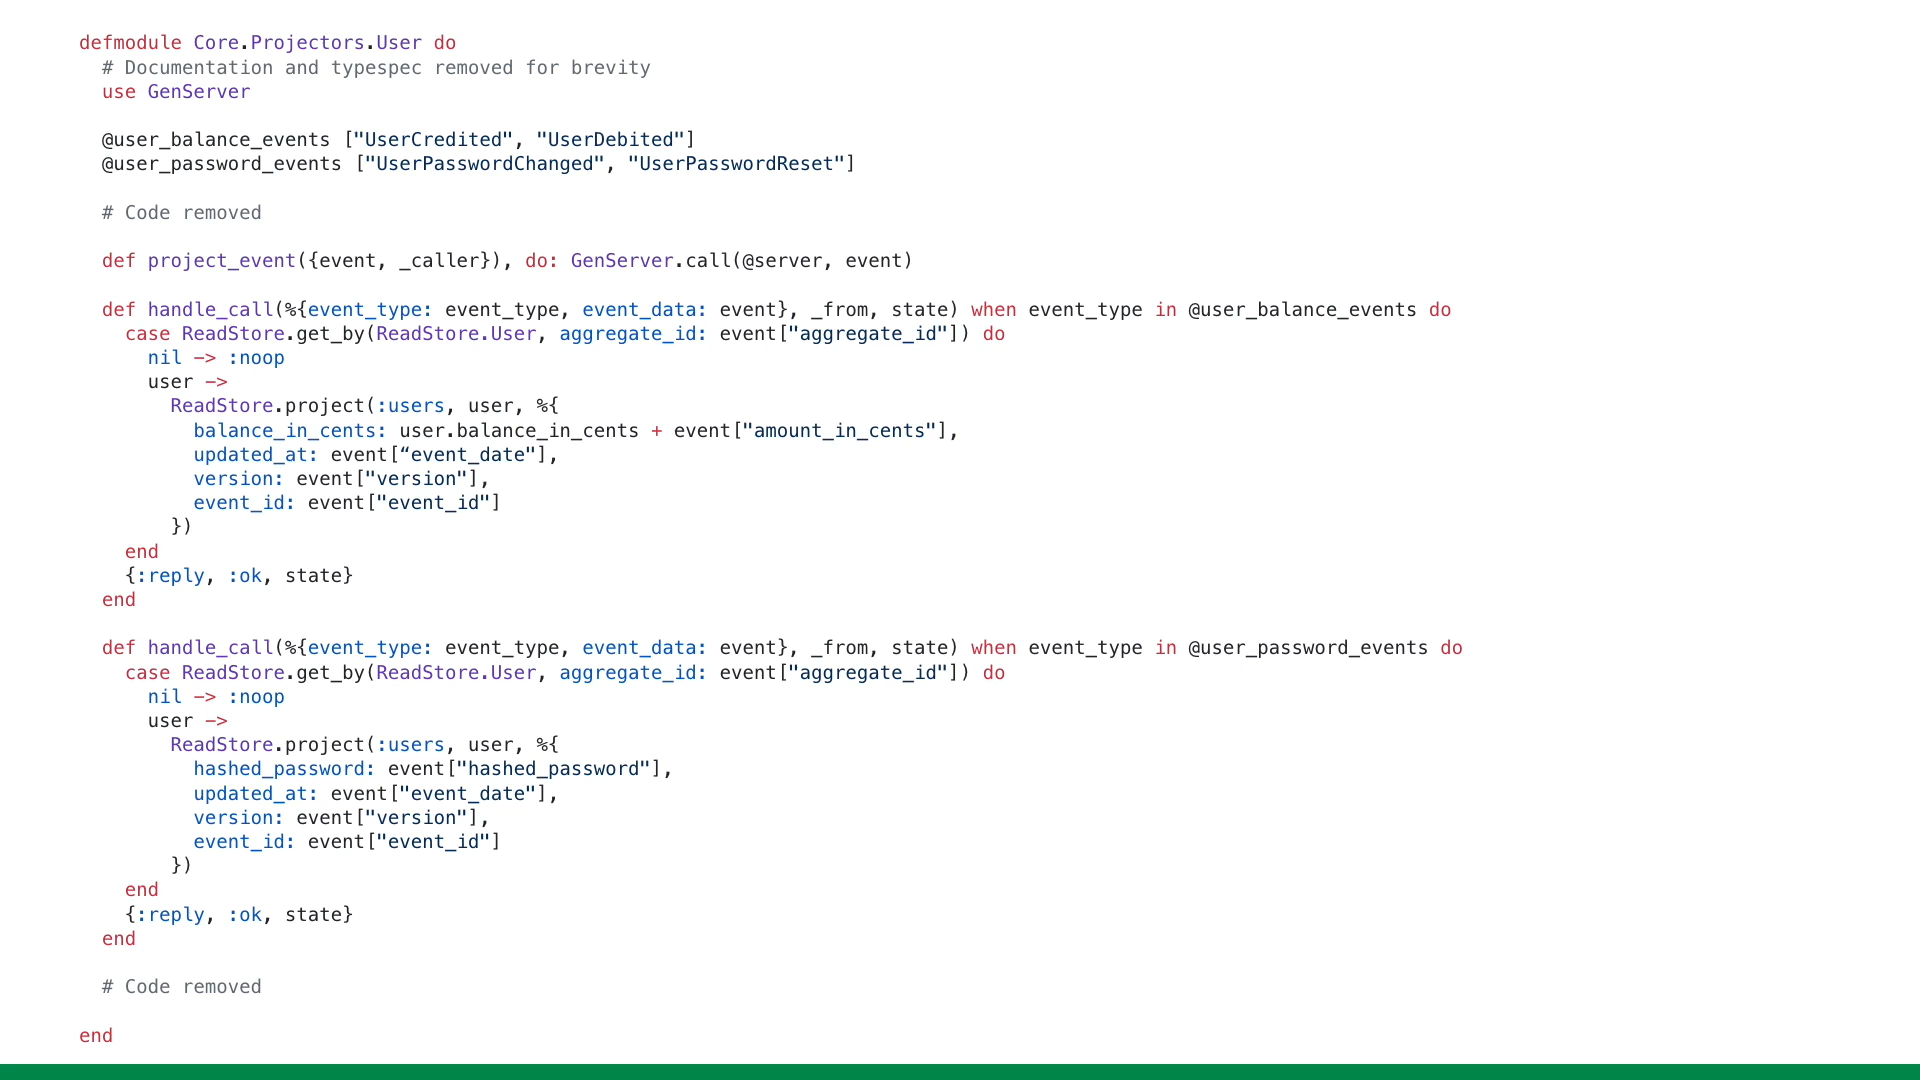 defmodule Core.Projectors.User do
  # Documentation and typespec removed for brevity
  use GenServer

  @user_balance_events ["UserCredited", "UserDebited"]
  @user_password_events ["UserPasswordChanged", "UserPasswordReset"]

  # Code removed

  def project_event({event, _caller}), do: GenServer.call(@server, event)

  def handle_call(%{event_type: event_type, event_data: event}, _from, state) when event_type in @user_balance_events do
    case ReadStore.get_by(ReadStore.User, aggregate_id: event["aggregate_id"]) do
      nil -> :noop
      user ->
        ReadStore.project(:users, user, %{
          balance_in_cents: user.balance_in_cents + event["amount_in_cents"],
          updated_at: event[“event_date"],
          version: event["version"],
          event_id: event["event_id"]
        })
    end
    {:reply, :ok, state}
  end

  def handle_call(%{event_type: event_type, event_data: event}, _from, state) when event_type in @user_password_events do
    case ReadStore.get_by(ReadStore.User, aggregate_id: event["aggregate_id"]) do
      nil -> :noop
      user ->
        ReadStore.project(:users, user, %{
          hashed_password: event["hashed_password"],
          updated_at: event["event_date"],
          version: event["version"],
          event_id: event["event_id"]
        })
    end
    {:reply, :ok, state}
  end

  # Code removed

end